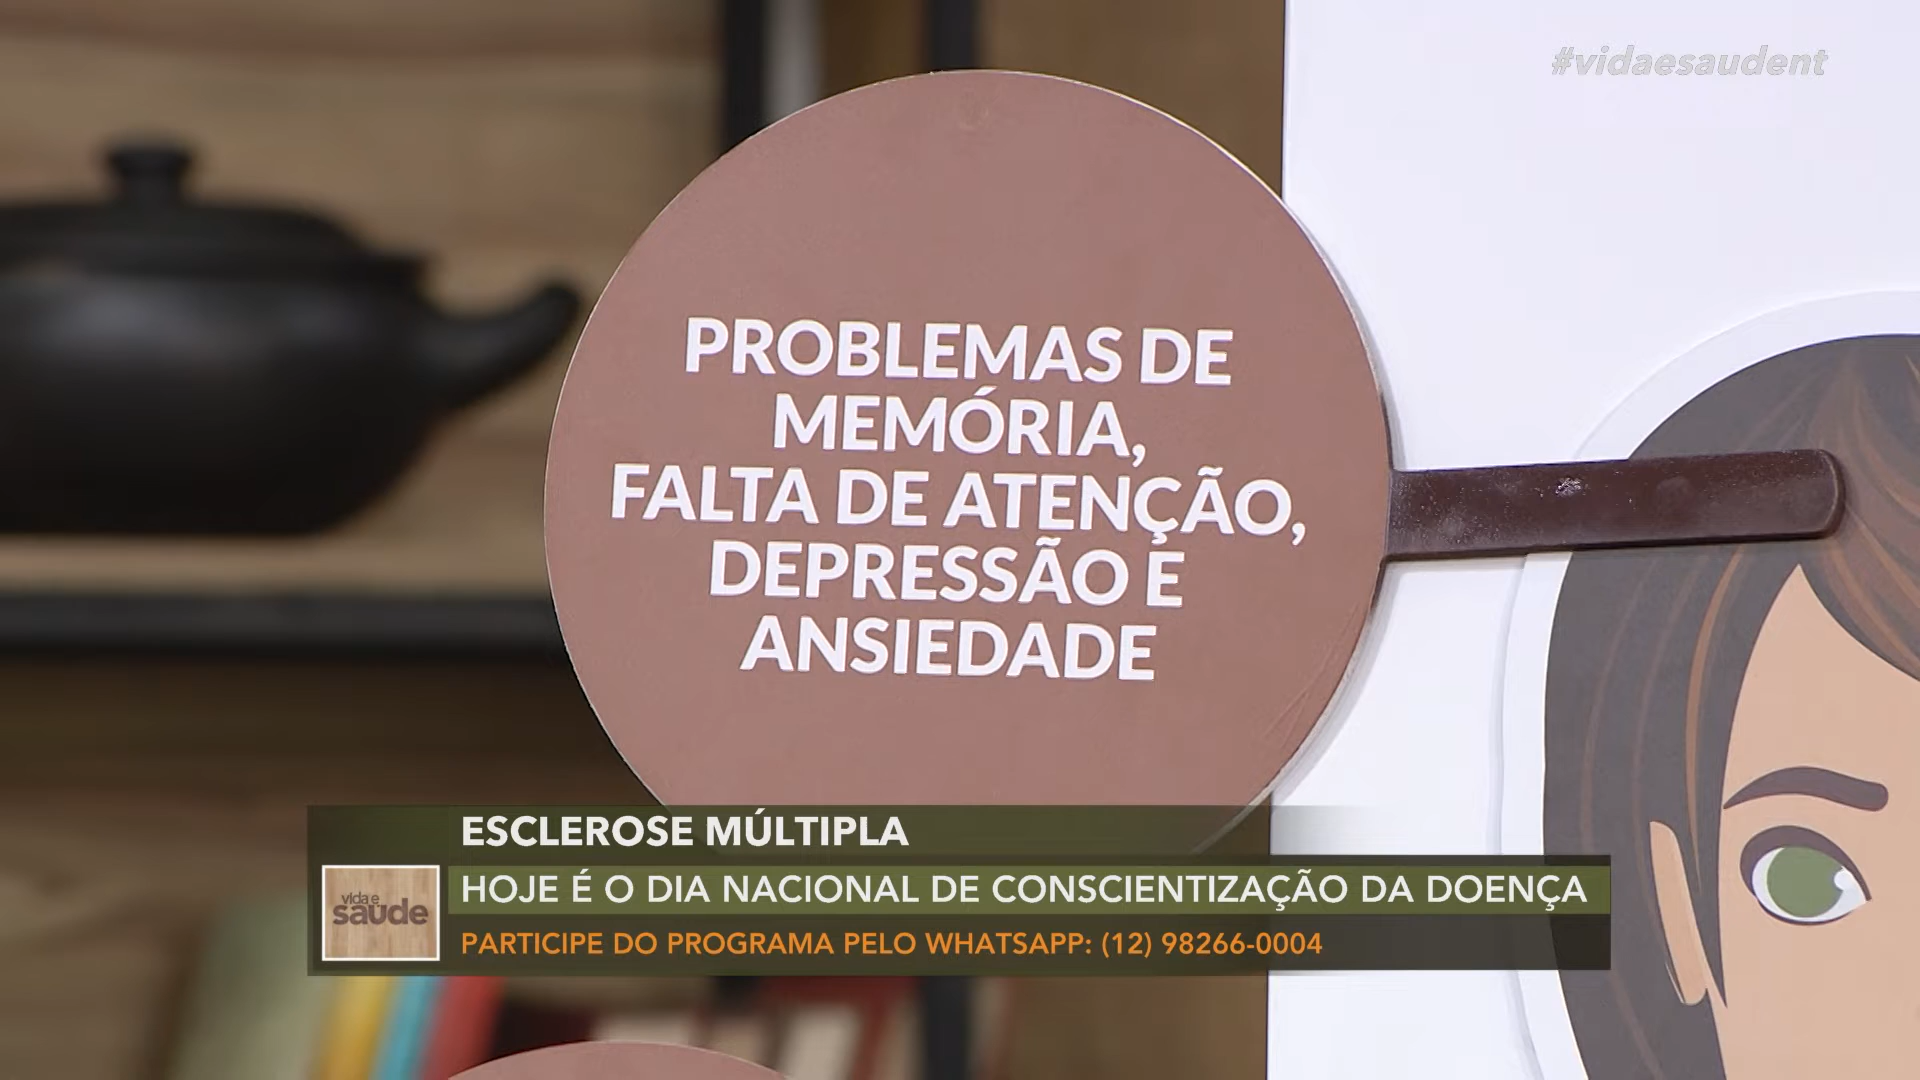 #vidaesaudent
PROBLEMAS DE
MEMÓRIA,
FALTA DE ATENÇÃO,
DEPRESSÃO E
ANSIEDADE
ESCLEROSE MÚLTIPLA
vida e
saúde
HOJE É O DIA NACIONAL DE CONSCIENTIZAÇÃO DA DOENÇA
PARTICIPE DO PROGRAMA PELO WHATSAPP: (12) 98266-0004